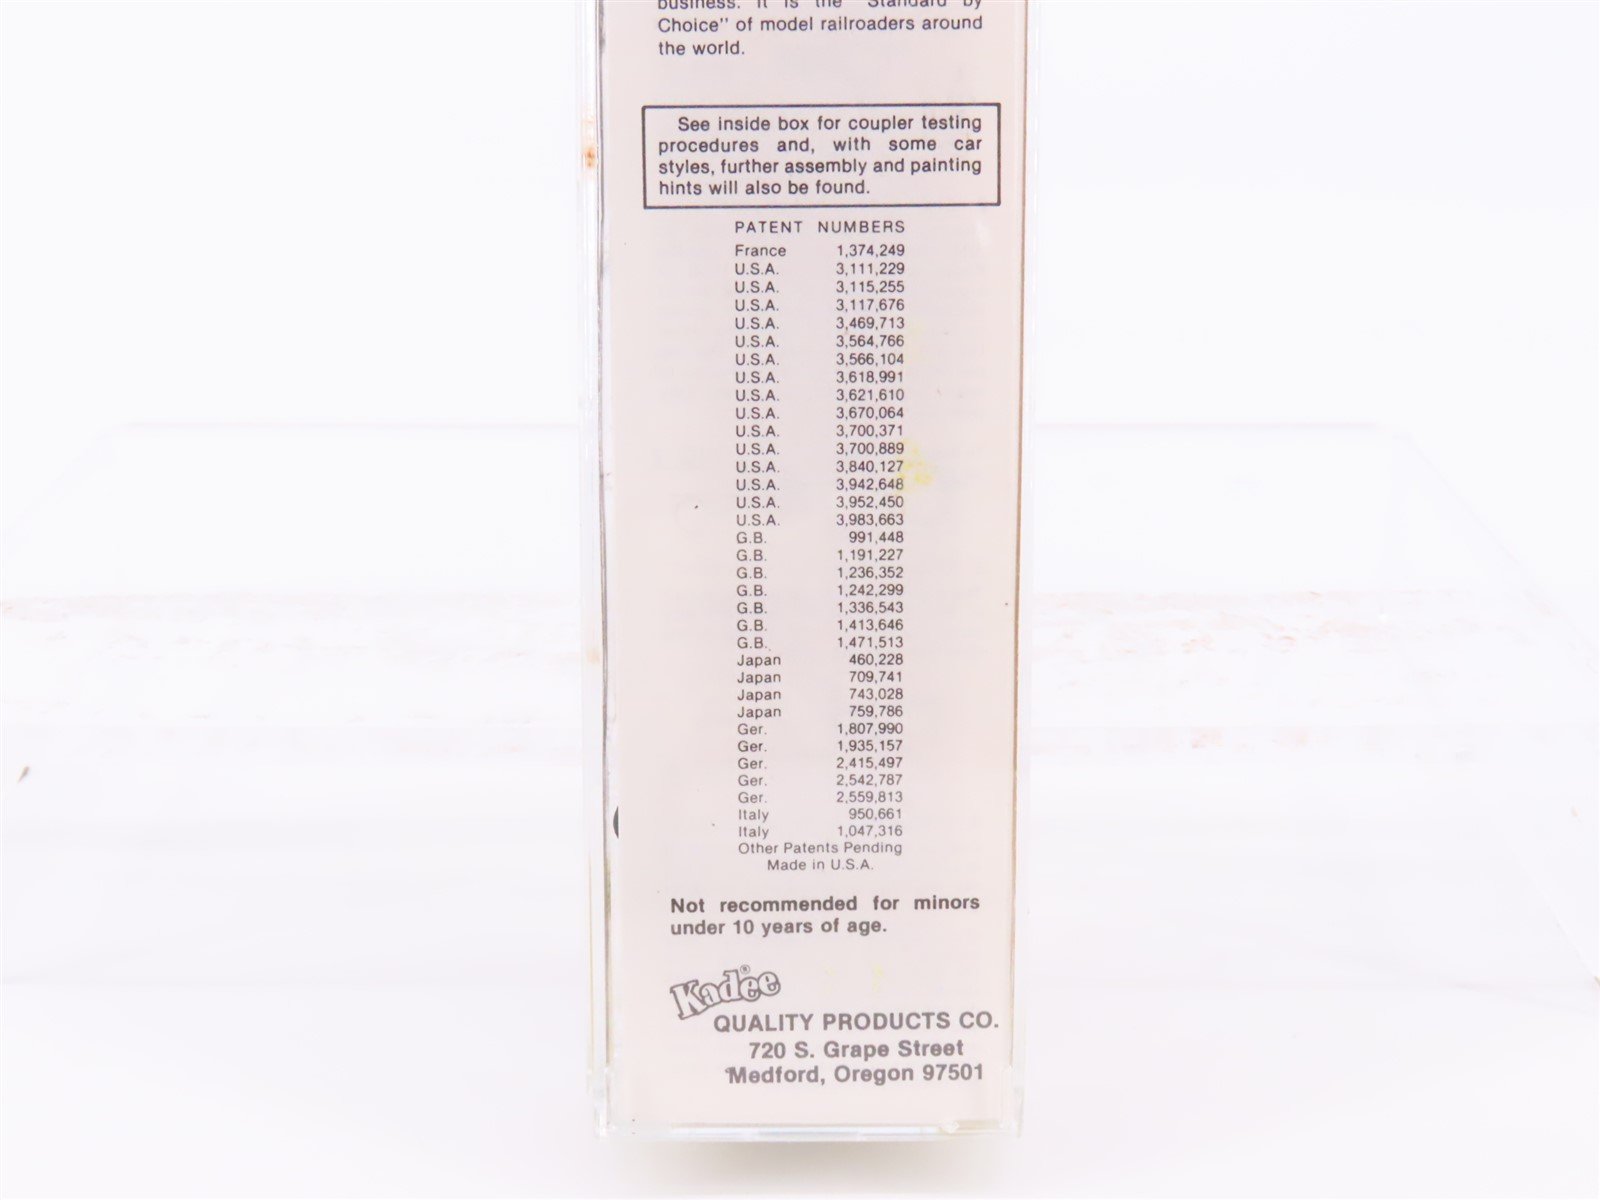 business. It is the "Standard by
Choice" of model railroaders around
the world.
See inside box for coupler testing
procedures and, with some car
styles, further assembly and painting
hints will also be found.
PATENT NUMBERS
France 1,374,249
U.S.A. 3,111,229
U.S.A. 3,115,255
U.S.A. 3,117,676
U.S.A. 3,469,713
U.S.A. 3,564,766
U.S.A. 3,566,104
U.S.A. 3,618,991
U.S.A. 3,621,610
U.S.A. 3,670,064
U.S.A. 3,700,371
U.S.A. 3,700,889
U.S.A. 3,840,127
U.S.A. 3,942,648
U.S.A. 3,952,450
U.S.A. 3,983,663
G.B. 991,448
G.B. 1,191,227
G.B. 1,236,352
G.B. 1,242,299
G.B. 1,336,543
G.B. 1,413,646
G.B. 1,471,513
Japan 460,228
Japan 709,741
Japan 743,028
Japan 759,786
Ger. 1,807,990
Ger. 1,935,157
Ger. 2,415,497
Ger. 2,542,787
Ger. 2,559,813
Italy 950,661
Italy 1,047,316
Other Patents Pending
Made in U.S.A.
Not recommended for minors
under 10 years of age.
Kadee®
QUALITY PRODUCTS CO.
720 S. Grape Street
Medford, Oregon 97501